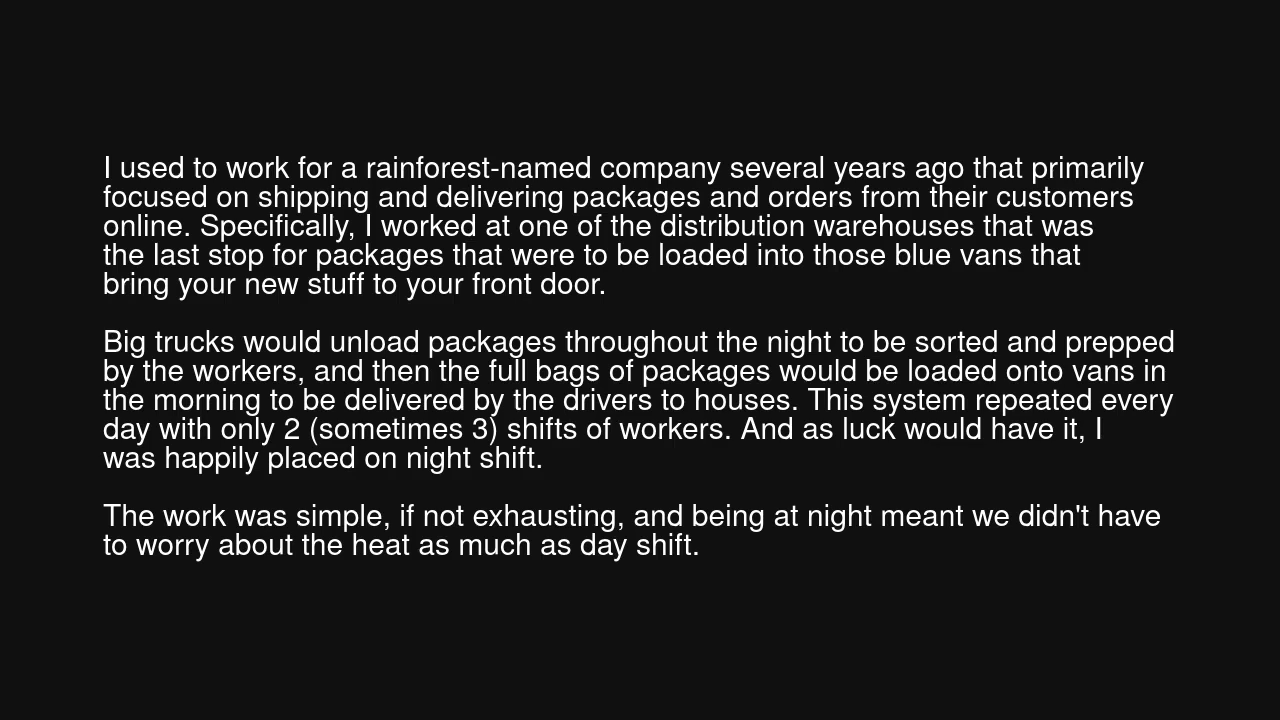 I used to work for a rainforest-named company several years ago that primarily
focused on shipping and delivering packages and orders from their customers
online. Specifically, I worked at one of the distribution warehouses that was
the last stop for packages that were to be loaded into those blue vans that
bring your new stuff to your front door.
Big trucks would unload packages throughout the night to be sorted and prepped
by the workers, and then the full bags of packages would be loaded onto vans in
the morning to be delivered by the drivers to houses. This system repeated every
day with only 2 (sometimes 3) shifts of workers. And as luck would have it, I
was happily placed on night shift.
The work was simple, if not exhausting, and being at night meant we didn't have
to worry about the heat as much as day shift.